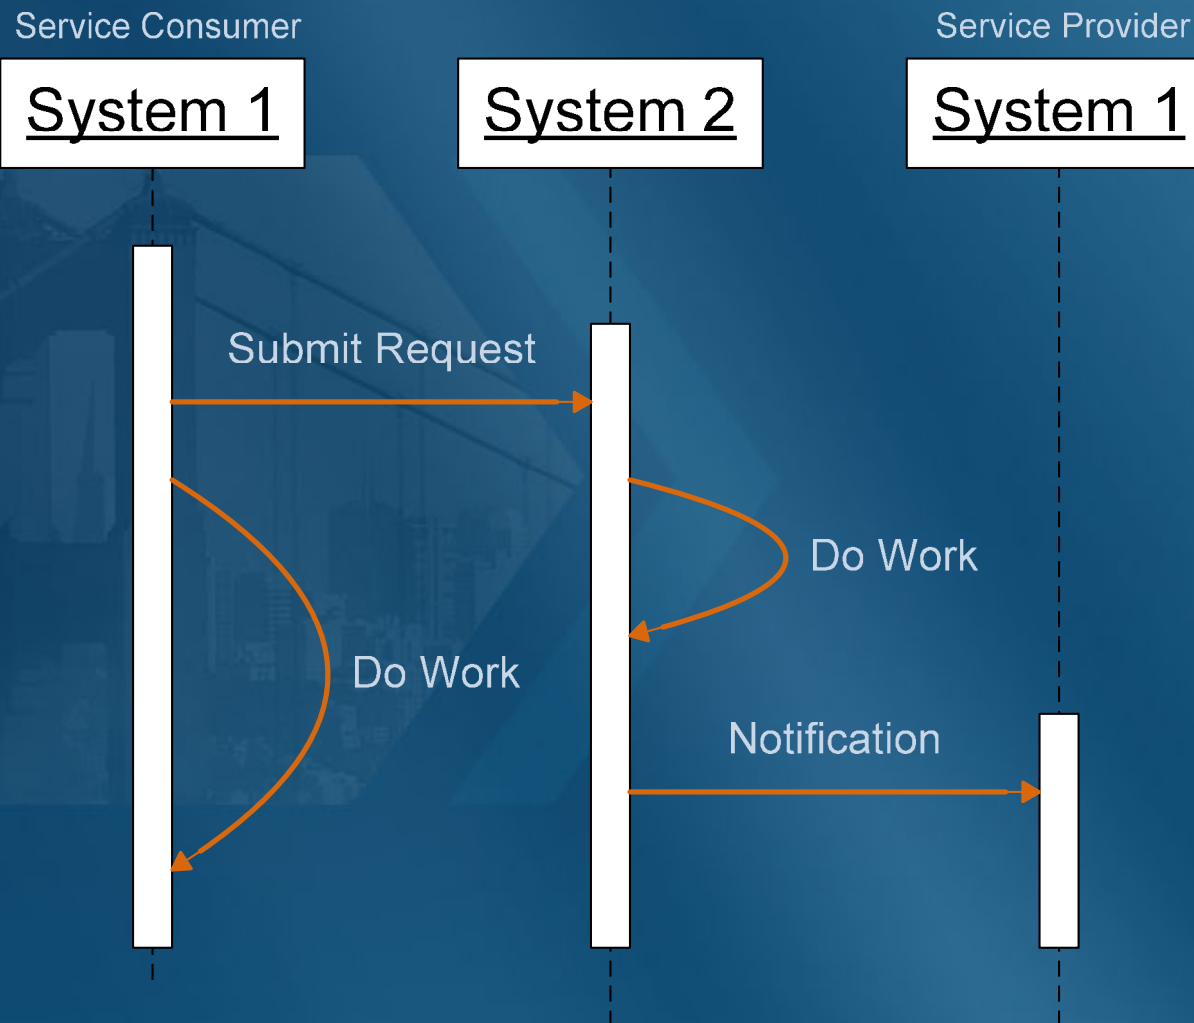 Service Consumer
Service Provider
System 1
System 2
System 1
Submit Request
Do Work
Do Work
Notification